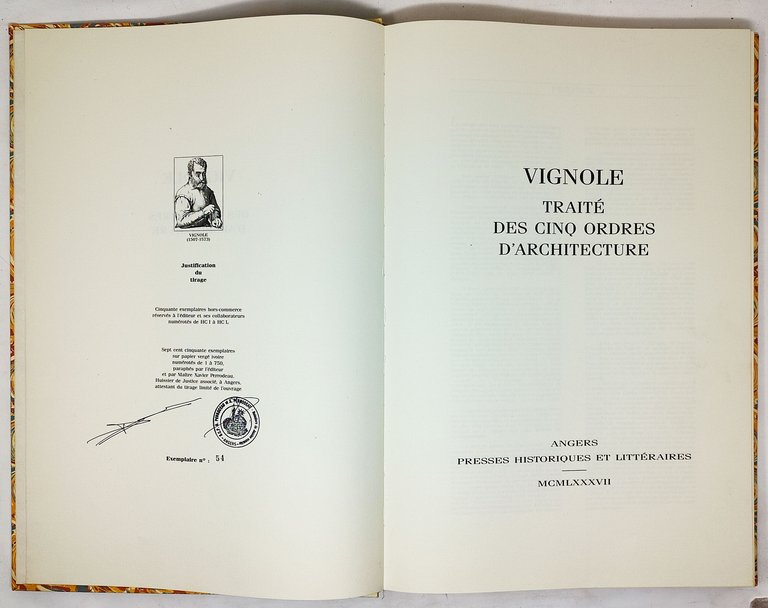 VIGNOLE
(1507-1573)
Justification
du
tirage
Cinquante exemplaires hors-commerce
réservés à l'éditeur et ses collaborateurs
numérotés de HC I à HC L
Sept cent cinquante exemplaires
sur papier vergé ivoire
numérotés de 1 à 750,
paraphés par l'éditeur
et par Maître Xavier Perrodeau,
Huissier de Justice associé, à Angers,
attestant du tirage limité de l'ouvrage
Exemplaire n° : 54
VIGNOLE
TRAITÉ
DES CINQ ORDRES
D'ARCHITECTURE
ANGERS
PRESSES HISTORIQUES ET LITTÉRAIRES
MCMLXXXVII